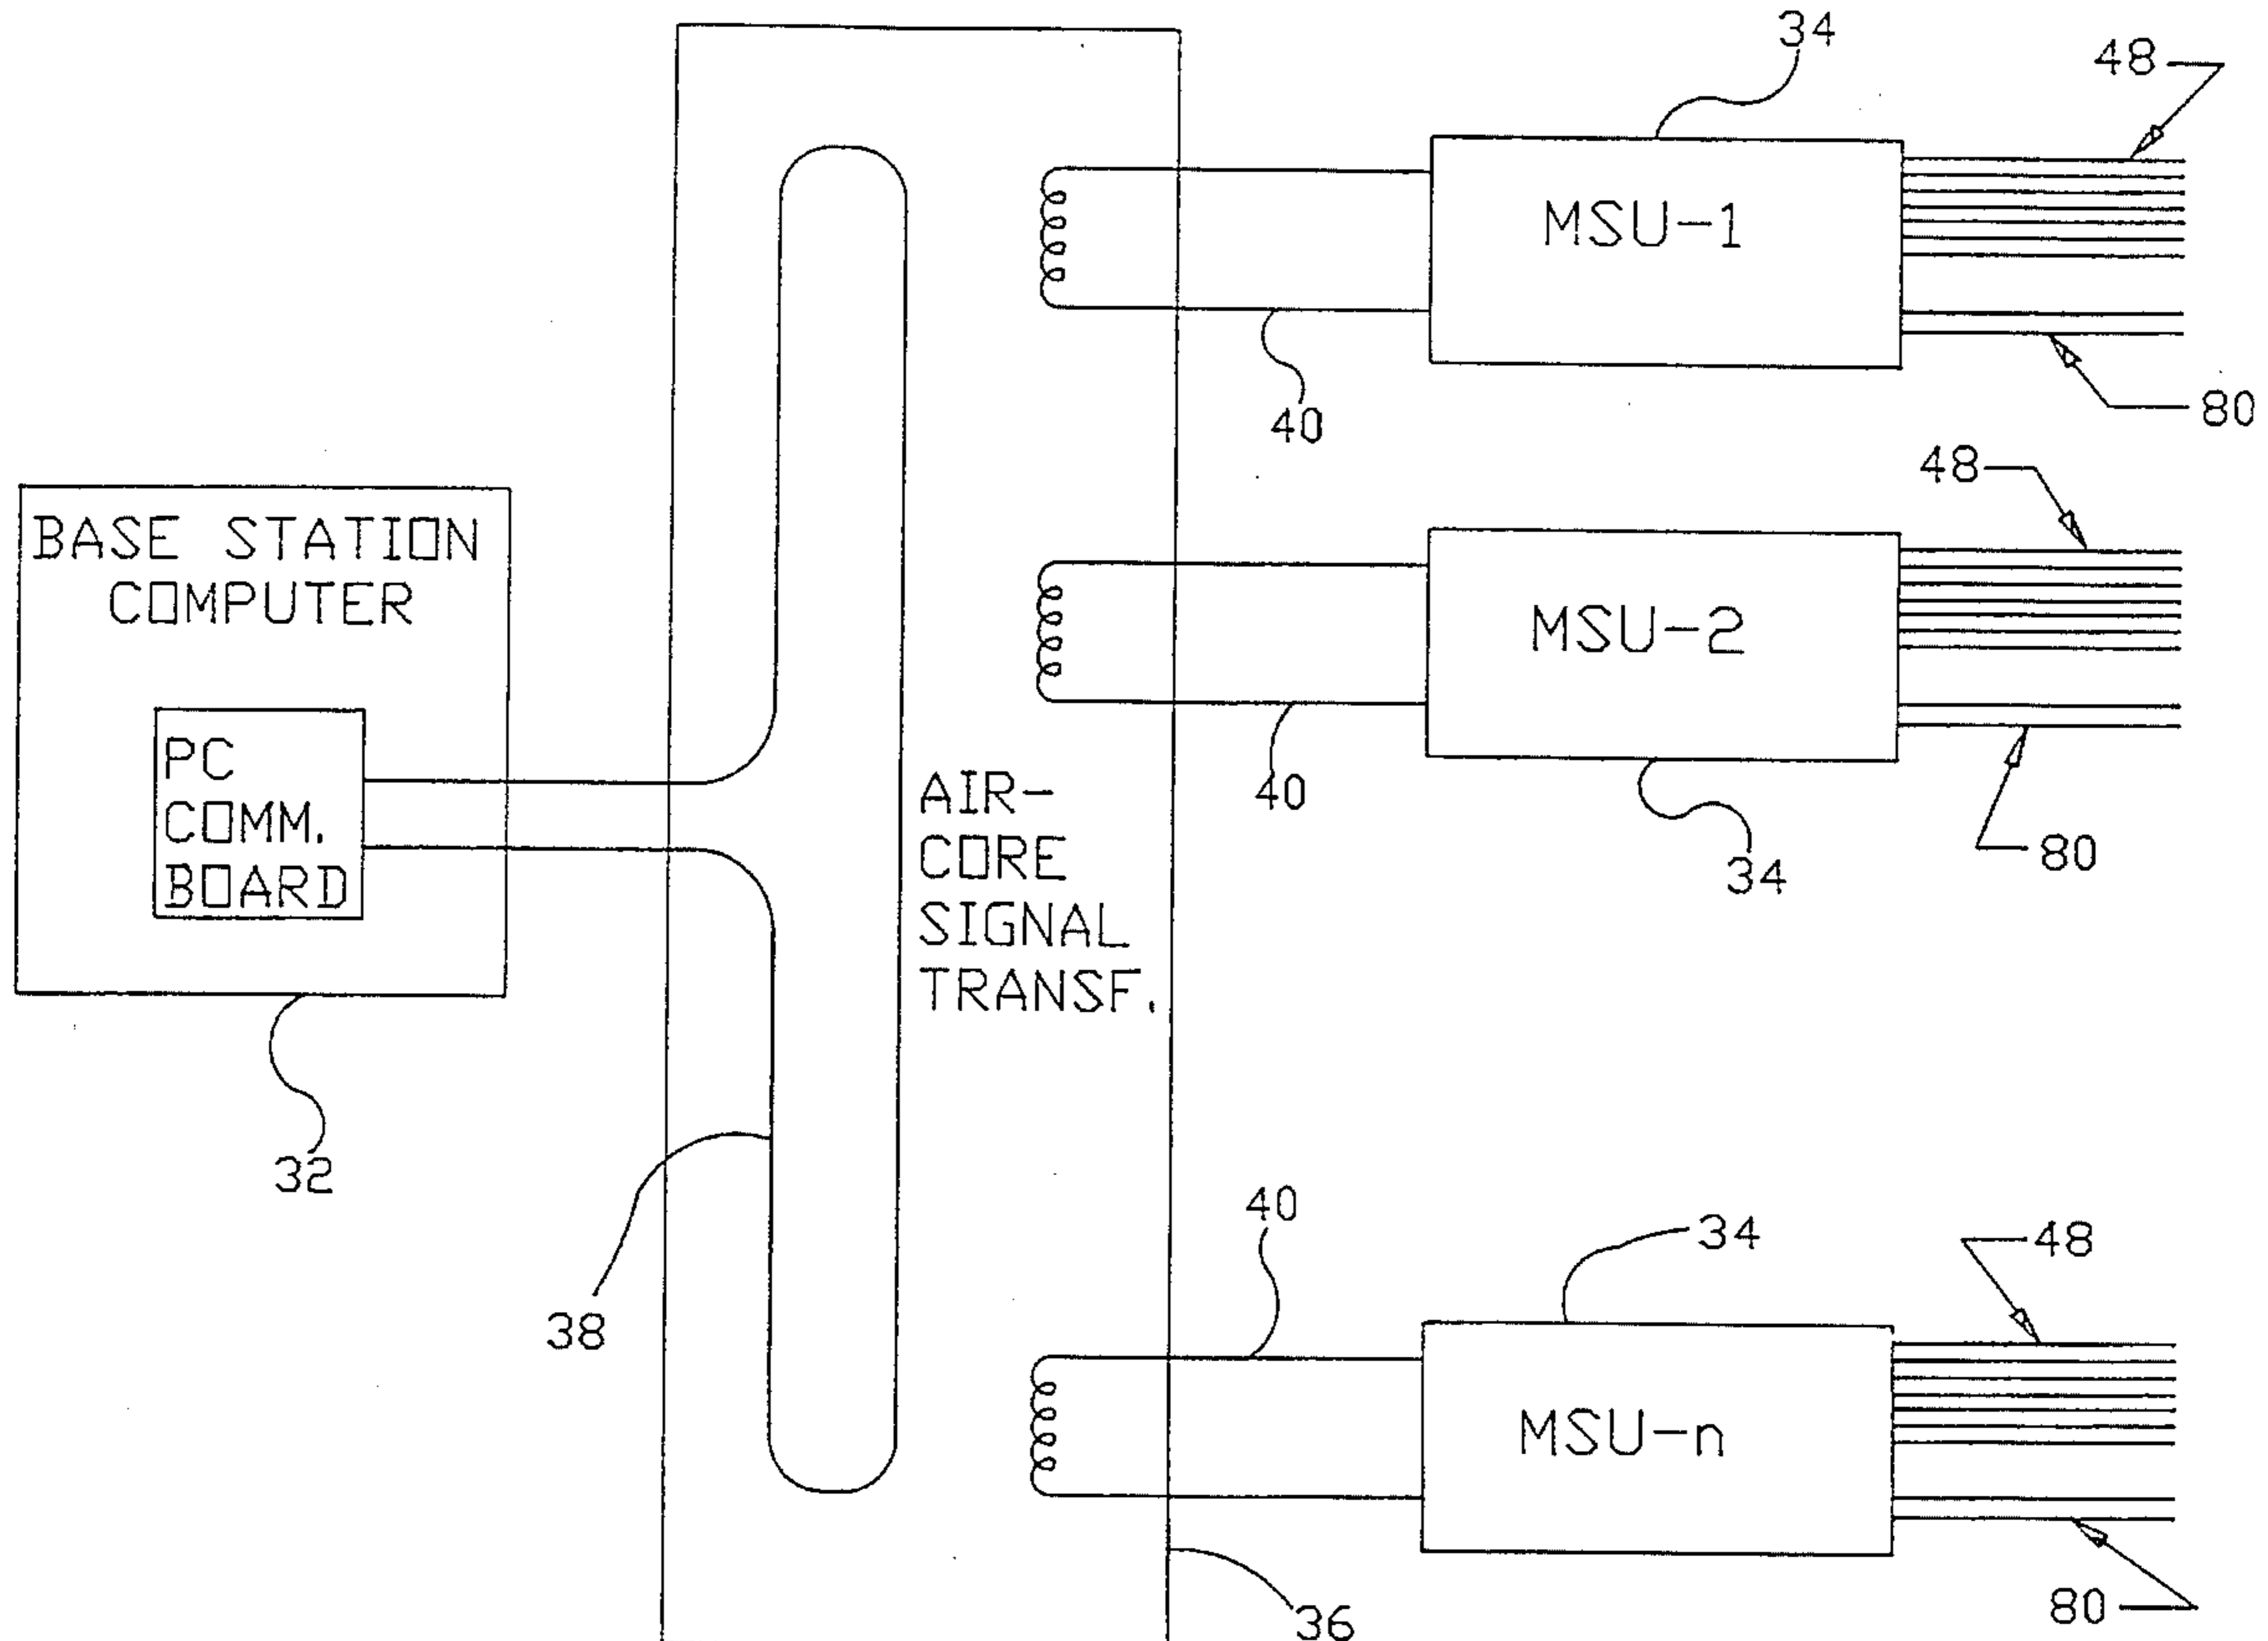 34
48
MSU-1
40
80
BASE STATION
COMPUTER
48
MSU-2
PC
COMM.
BOARD
AIR-
CORE
SIGNAL
TRANSF.
40
34
80
32
38
40
34
48
MSU-n
36
80